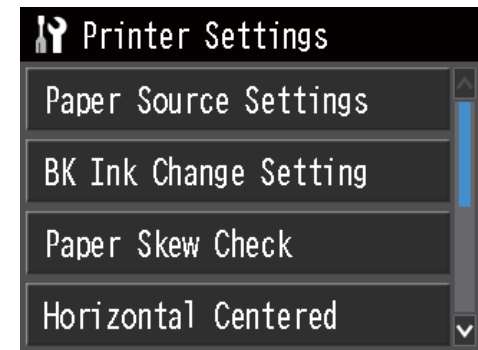 Printer Settings
Paper Source Settings
BK Ink Change Setting
Paper Skew Check
Horizontal Centered